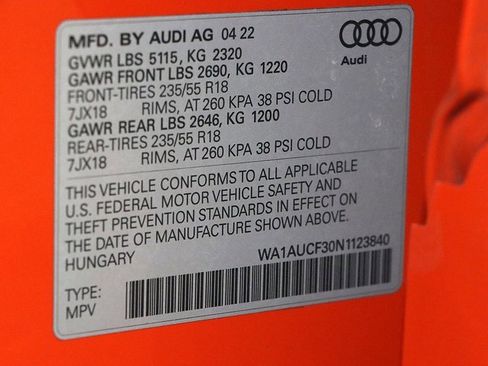 MFD. BY AUDI AG 04 22
GVWR LBS 5115, KG 2320
GAWR FRONT LBS 2690, KG 1220
FRONT-TIRES 235/55 R18
7JX18 RIMS, AT 260 KPA 38 PSI COLD
GAWR REAR LBS 2646, KG 1200
REAR-TIRES 235/55 R18
7JX18 RIMS, AT 260 KPA 38 PSI COLD
THIS VEHICLE CONFORMS TO ALL APPLICABLE
U.S. FEDERAL MOTOR VEHICLE SAFETY AND
THEFT PREVENTION STANDARDS IN EFFECT ON
THE DATE OF MANUFACTURE SHOWN ABOVE.
HUNGARY
WA1AUCF30N1123840
TYPE:
MPV
Audi